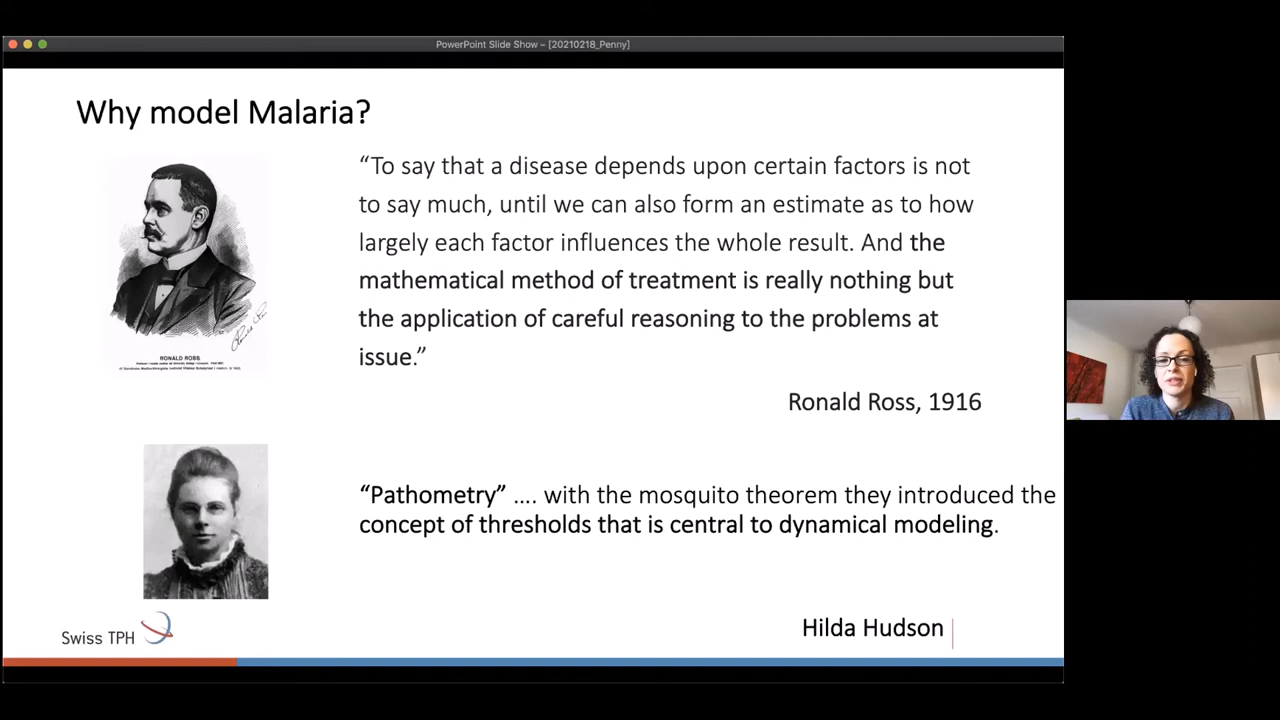 PowerPoint Slide Show – [20210218_Penny]
Why model Malaria?
“To say that a disease depends upon certain factors is not
to say much, until we can also form an estimate as to how
largely each factor influences the whole result. And the
mathematical method of treatment is really nothing but
the application of careful reasoning to the problems at
issue.”
RONALD ROSS
Ronald Ross, 1916
“Pathometry” …. with the mosquito theorem they introduced the
concept of thresholds that is central to dynamical modeling.
Hilda Hudson
Swiss TPH